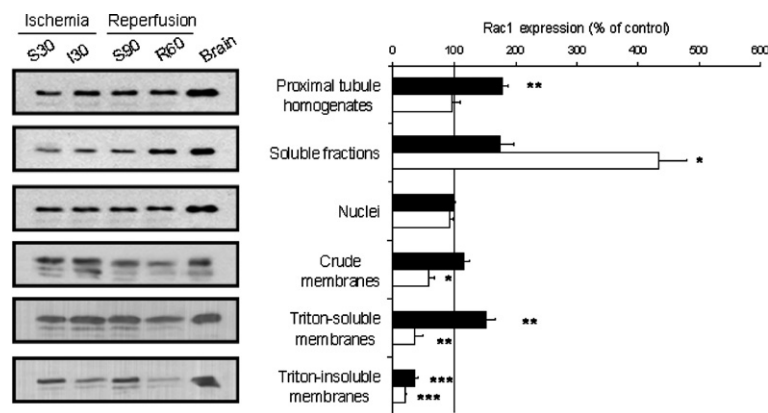 Ischemia Reperfusion
S30 I30 S90 R60 Brain
Rac1 expression (% of control)
0 100 200 300 400 500 600
Proximal tubule
homogenates
**
Soluble fractions
*
Nuclei
Crude
membranes
*
Triton-soluble
membranes
**
**
Triton-insoluble
membranes
***
***